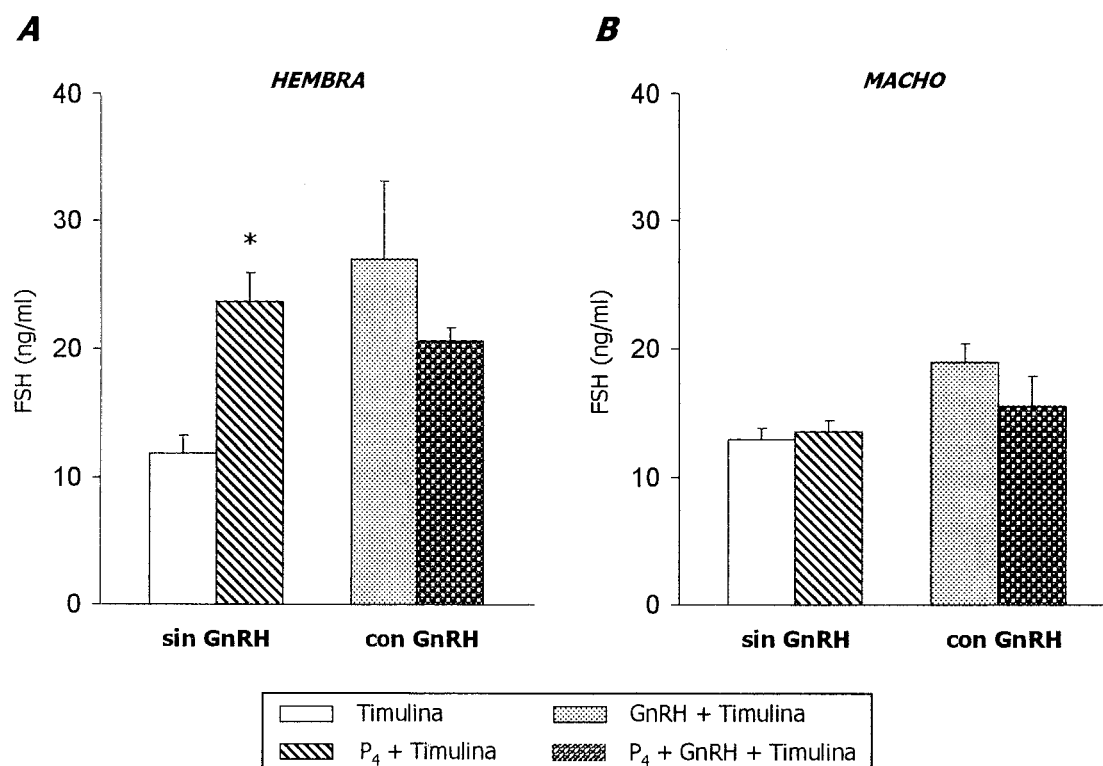 A
HEMBRA
40
30
20
10
0
FSH (ng/ml)
*
sin GnRH con GnRH
B
MACHO
40
30
20
10
0
FSH (ng/ml)
sin GnRH con GnRH
Timulina GnRH + Timulina
P4 + Timulina P4 + GnRH + Timulina